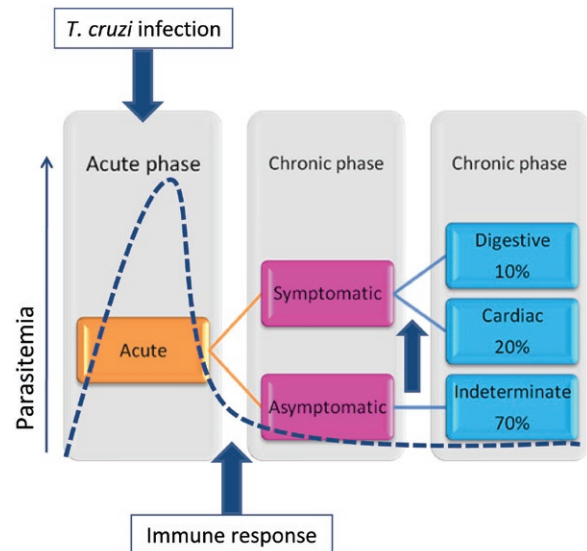 T. cruzi infection
Acute phase
Chronic phase
Chronic phase
Parasitemia
Acute
Symptomatic
Asymptomatic
Digestive
10%
Cardiac
20%
Indeterminate
70%
Immune response